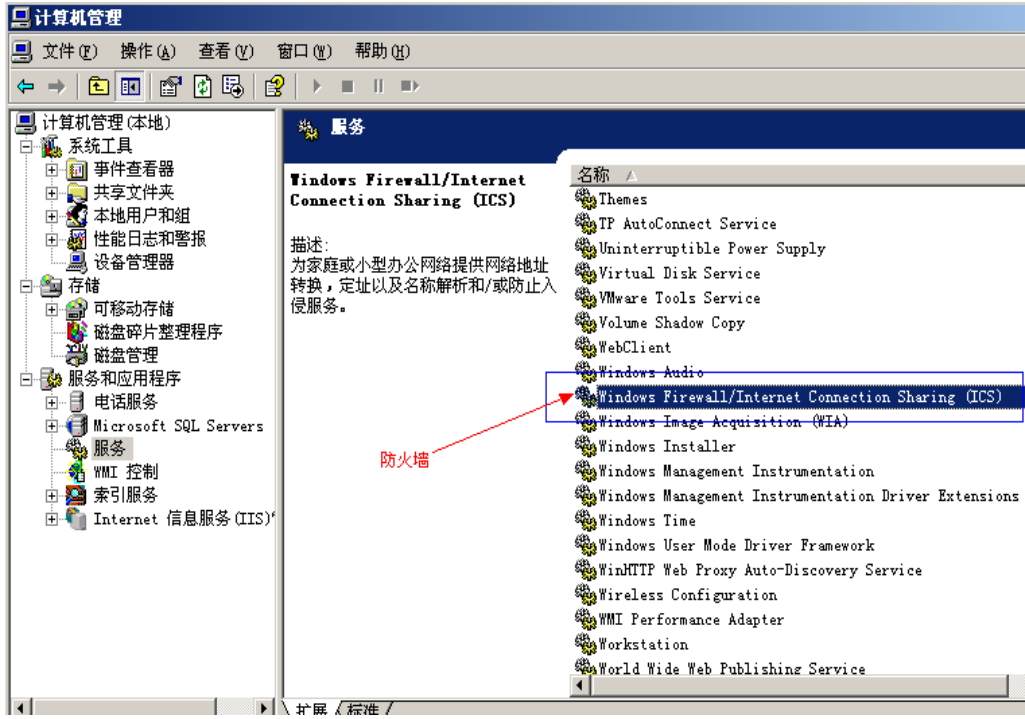 计算机管理
文件(F) 操作(A) 查看(V) 窗口(W) 帮助(H)
计算机管理(本地)
系统工具
事件查看器
共享文件夹
本地用户和组
性能日志和警报
设备管理器
存储
可移动存储
磁盘碎片整理程序
磁盘管理
服务和应用程序
电话服务
Microsoft SQL Servers
服务
WMI 控制
索引服务
Internet 信息服务(IIS)
服务
Windows Firewall/Internet
Connection Sharing (ICS)
描述:
为家庭或小型办公网络提供网络地址
转换，定址以及名称解析和/或防止入
侵服务。
防火墙
名称
Themes
TP AutoConnect Service
Uninterruptible Power Supply
Virtual Disk Service
VMware Tools Service
Volume Shadow Copy
WebClient
Windows Audio
Windows Firewall/Internet Connection Sharing (ICS)
Windows Image Acquisition (WIA)
Windows Installer
Windows Management Instrumentation
Windows Management Instrumentation Driver Extensions
Windows Time
Windows User Mode Driver Framework
WinHTTP Web Proxy Auto-Discovery Service
Wireless Configuration
WMI Performance Adapter
Workstation
World Wide Web Publishing Service
扩展 标准